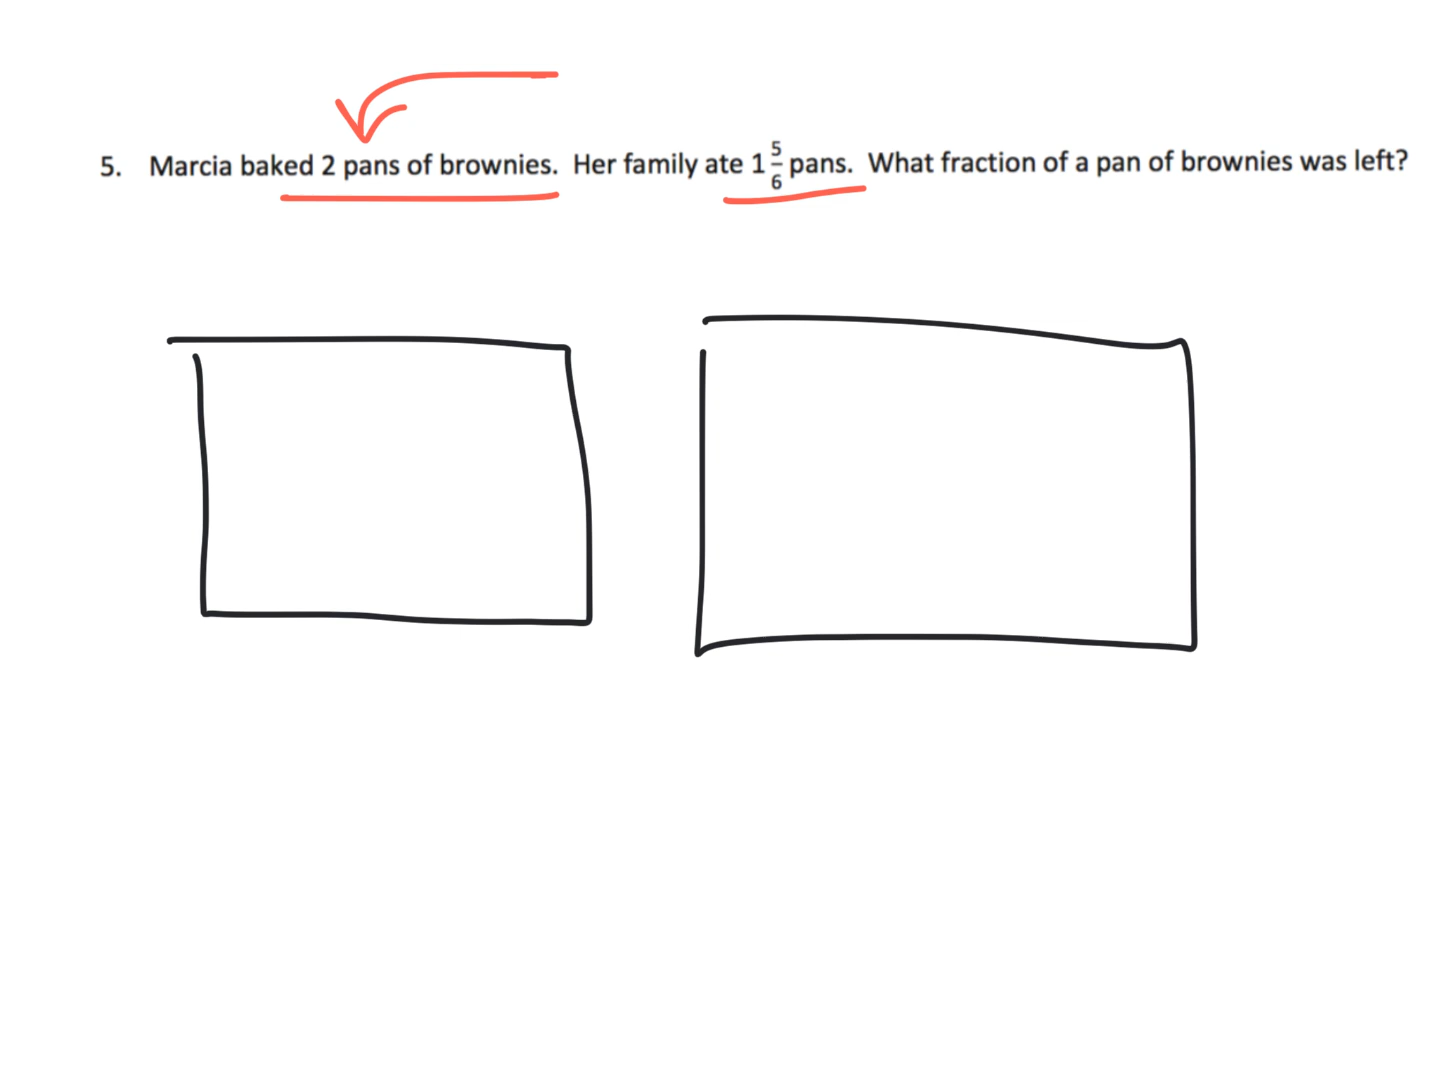 5. Marcia baked 2 pans of brownies. Her family ate 1 5/6 pans. What fraction of a pan of brownies was left?